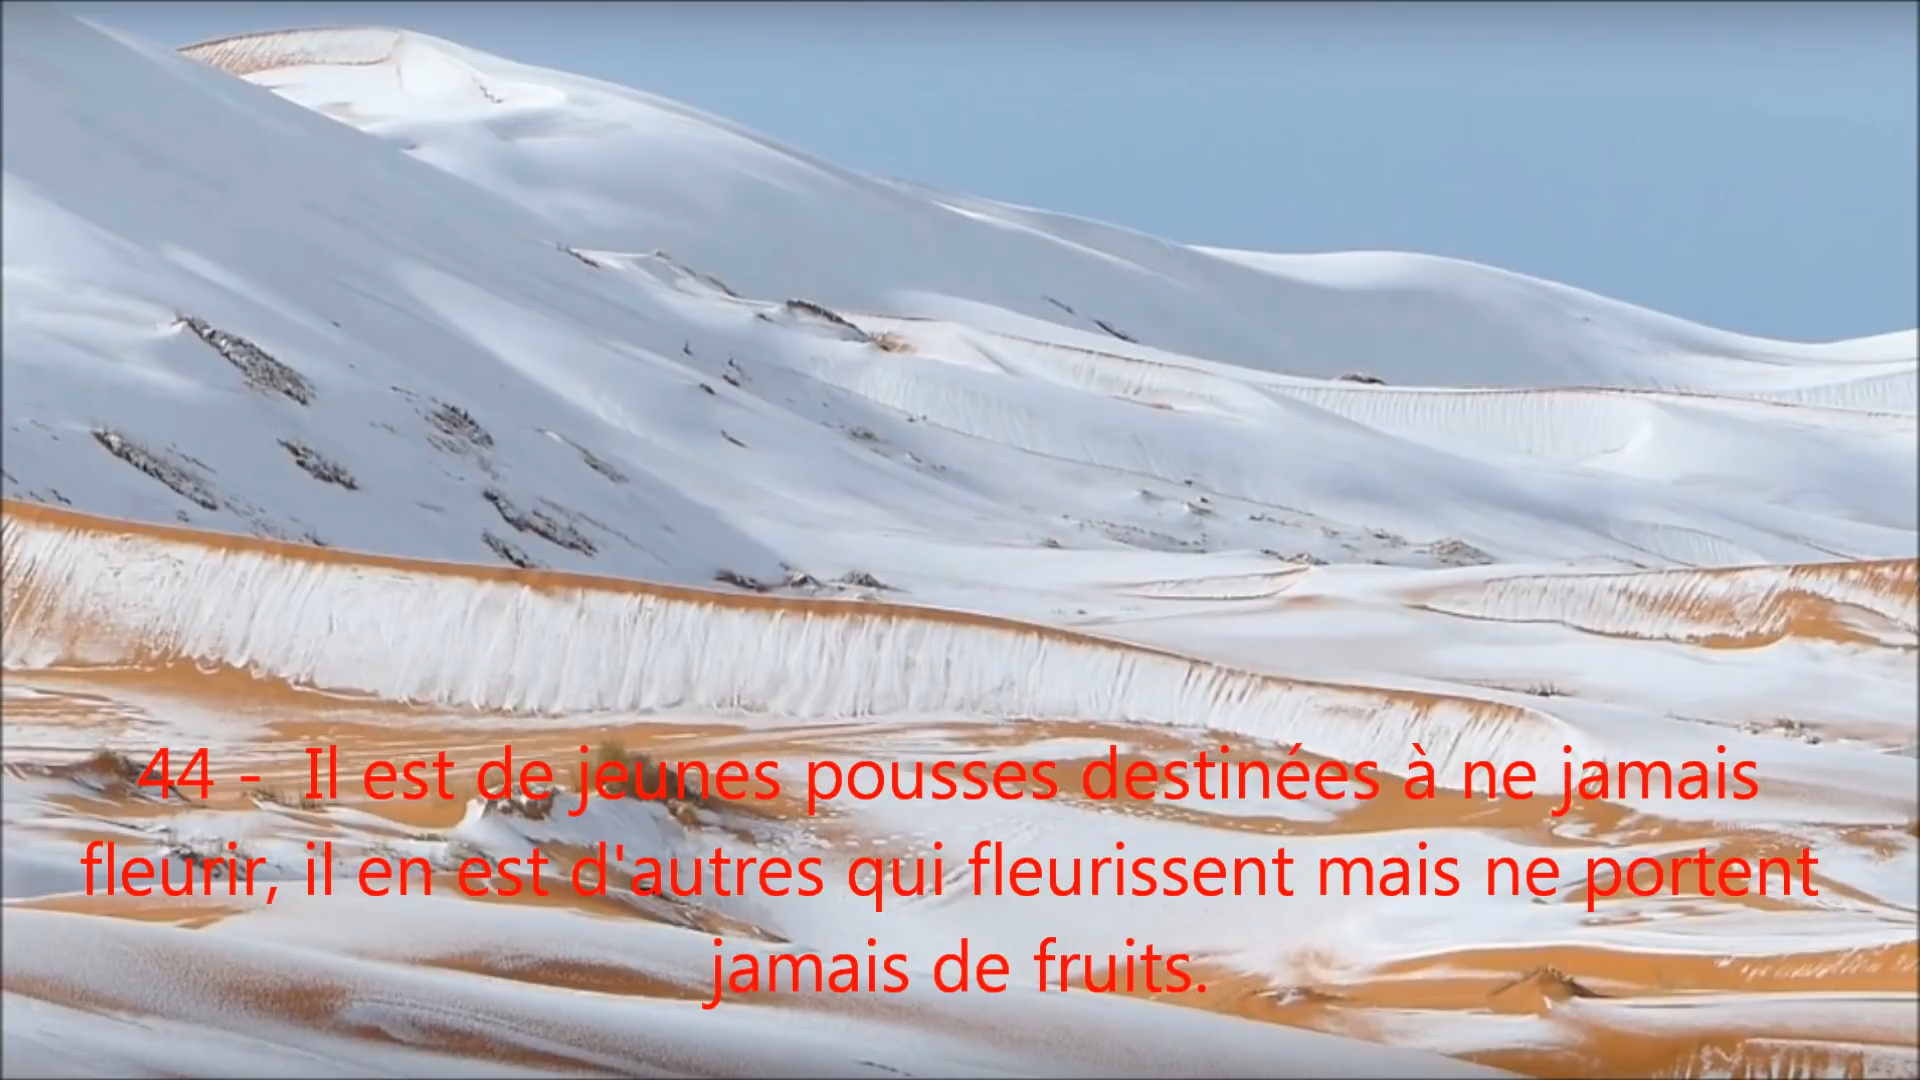 44 -  Il est de jeunes pousses destinées à ne jamais
fleurir, il en est d'autres qui fleurissent mais ne portent
jamais de fruits.